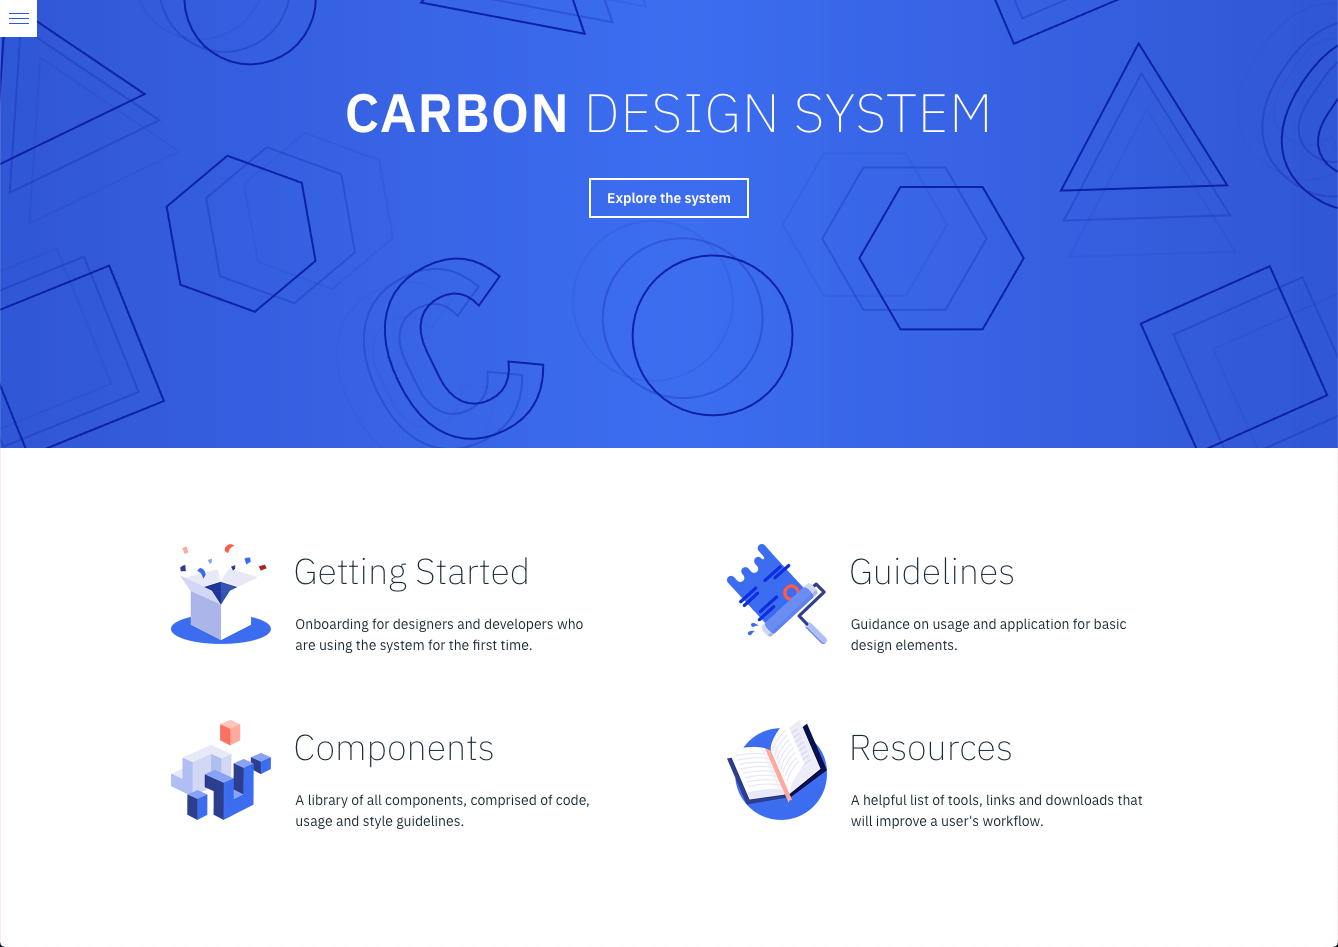 CARBON DESIGN SYSTEM
Explore the system
Getting Started
Onboarding for designers and developers who
are using the system for the first time.
Guidelines
Guidance on usage and application for basic
design elements.
Components
A library of all components, comprised of code,
usage and style guidelines.
Resources
A helpful list of tools, links and downloads that
will improve a user's workflow.